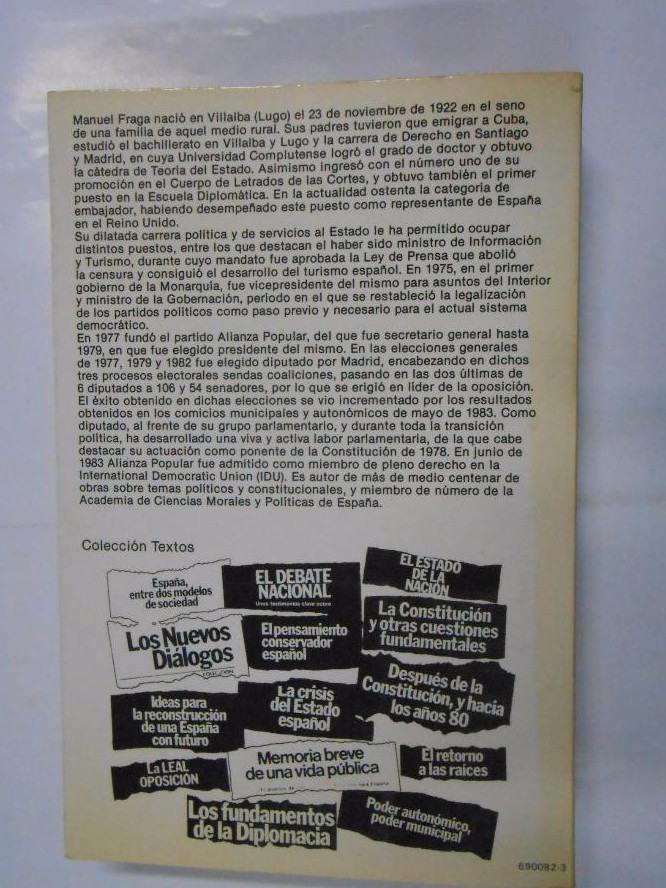 Manuel Fraga nació en Villalba (Lugo) el 23 de noviembre de 1922 en el seno
de una familia de aquel medio rural. Sus padres tuvieron que emigrar a Cuba,
estudió el bachillerato en Villalba y Lugo y la carrera de Derecho en Santiago
y Madrid, en cuya Universidad Complutense logró el grado de doctor y obtuvo
la cátedra de Teoría del Estado. Asimismo ingresó con el número uno de su
promoción en el Cuerpo de Letrados de las Cortes, y obtuvo también el primer
puesto en la Escuela Diplomática. En la actualidad ostenta la categoría de
embajador, habiendo desempeñado este puesto como representante de España
en el Reino Unido.
Su dilatada carrera política y de servicios al Estado le ha permitido ocupar
distintos puestos, entre los que destacan el haber sido ministro de Información
y Turismo, durante cuyo mandato fue aprobada la Ley de Prensa que abolió
la censura y consiguió el desarrollo del turismo español. En 1975, en el primer
gobierno de la Monarquía, fue vicepresidente del mismo para asuntos del Interior
y ministro de la Gobernación, periodo en el que se restableció la legalización
de los partidos políticos como paso previo y necesario para el actual sistema
democrático.
En 1977 fundó el partido Alianza Popular, del que fue secretario general hasta
1979, en que fue elegido presidente del mismo. En las elecciones generales
de 1977, 1979 y 1982 fue elegido diputado por Madrid, encabezando en dichos
tres procesos electorales sendas coaliciones, pasando en las dos últimas de
6 diputados a 106 y 54 senadores, por lo que se erigió en líder de la oposición.
El éxito obtenido en dichas elecciones se vio incrementado por los resultados
obtenidos en los comicios municipales y autonómicos de mayo de 1983. Como
diputado, al frente de su grupo parlamentario, y durante toda la transición
política, ha desarrollado una viva y activa labor parlamentaria, de la que cabe
destacar su actuación como ponente de la Constitución de 1978. En junio de
1983 Alianza Popular fue admitido como miembro de pleno derecho en la
International Democratic Union (IDU). Es autor de más de medio centenar de
obras sobre temas políticos y constitucionales, y miembro de número de la
Academia de Ciencias Morales y Políticas de España.
Colección Textos
España,
entre dos modelos
de sociedad
EL DEBATE
NACIONAL
Unos testimonios clave sobre
EL ESTADO
DE LA
NACIÓN
Los Nuevos
Diálogos
COLECCIÓN
El pensamiento
conservador
español
La Constitución
y otras cuestiones
fundamentales
Después de la
Constitución, y hacia
los años 80
Ideas para
la reconstrucción
de una España
con futuro
La crisis
del Estado
español
La LEAL
OPOSICIÓN
Memoria breve
de una vida pública
El retorno
a las raíces
Los fundamentos
de la Diplomacia
Poder autonómico,
poder municipal
690082-3